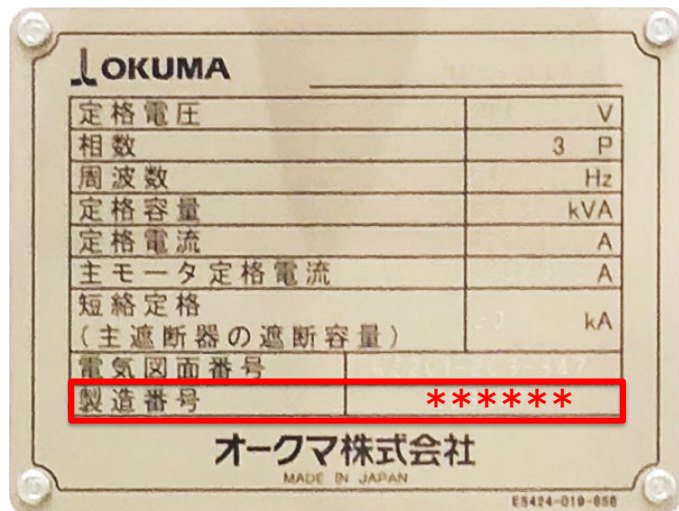 OKUMA
定格電圧 V
相数 3 P
周波数 Hz
定格容量 kVA
定格電流 A
主モータ定格電流 A
短絡定格
(主遮断器の遮断容量) kA
電気図面番号
製造番号 ******
オークマ株式会社
MADE IN JAPAN
E5424-019-858